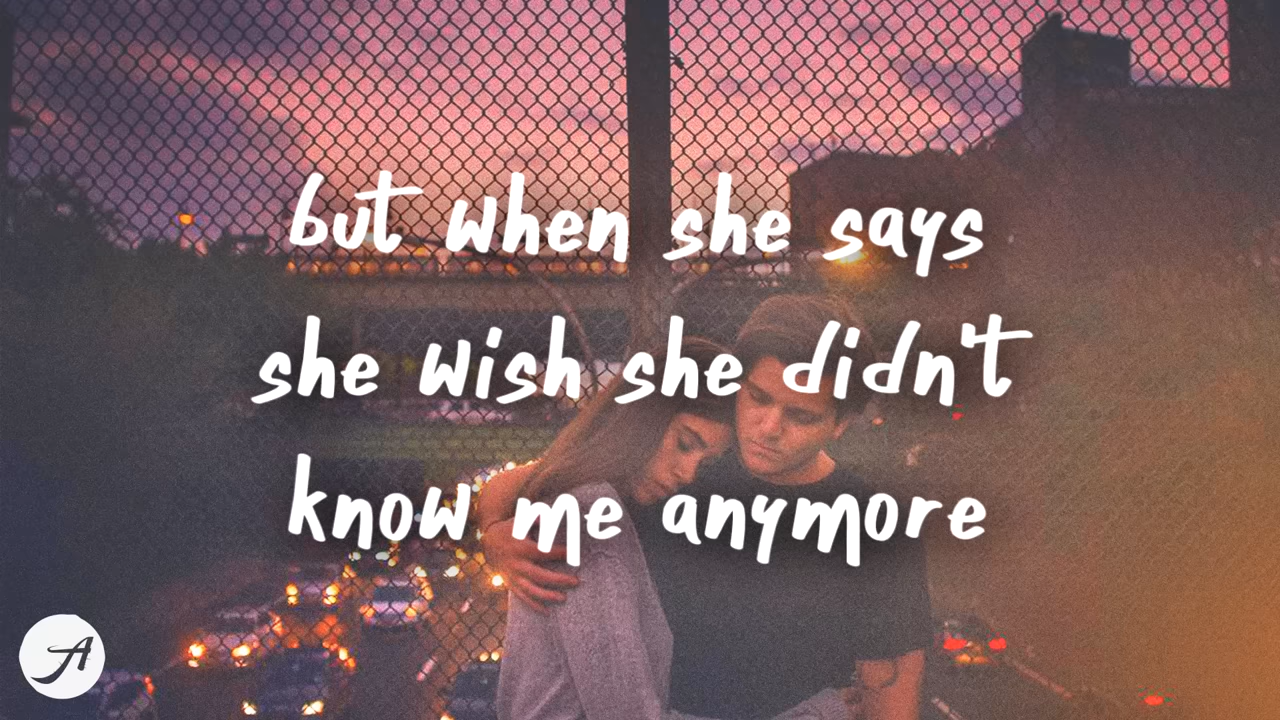 but when she says
she wish she didn't
know me anymore
A